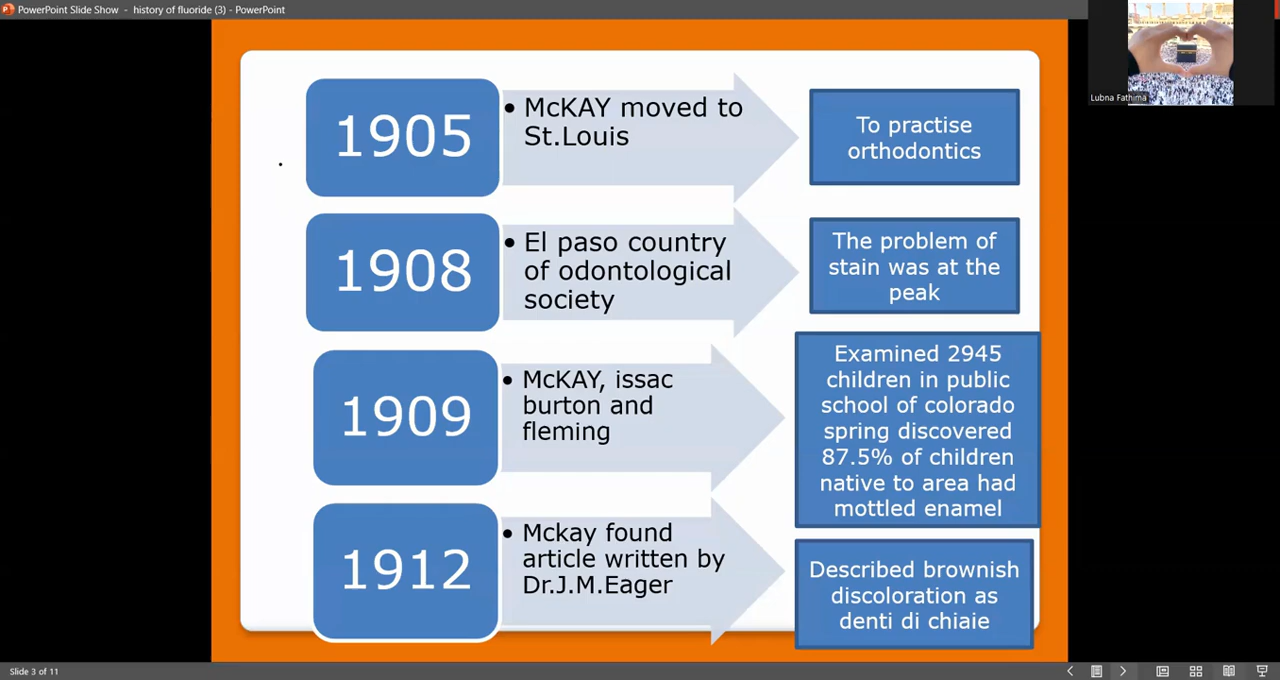 PowerPoint Slide Show - history of fluoride (3) - PowerPoint
Lubna Fathima
1905
• McKAY moved to
St.Louis
To practise
orthodontics
1908
• El paso country
of odontological
society
The problem of
stain was at the
peak
1909
• McKAY, issac
burton and
fleming
Examined 2945
children in public
school of colorado
spring discovered
87.5% of children
native to area had
mottled enamel
1912
• Mckay found
article written by
Dr.J.M.Eager
Described brownish
discoloration as
denti di chiaie
Slide 3 of 11